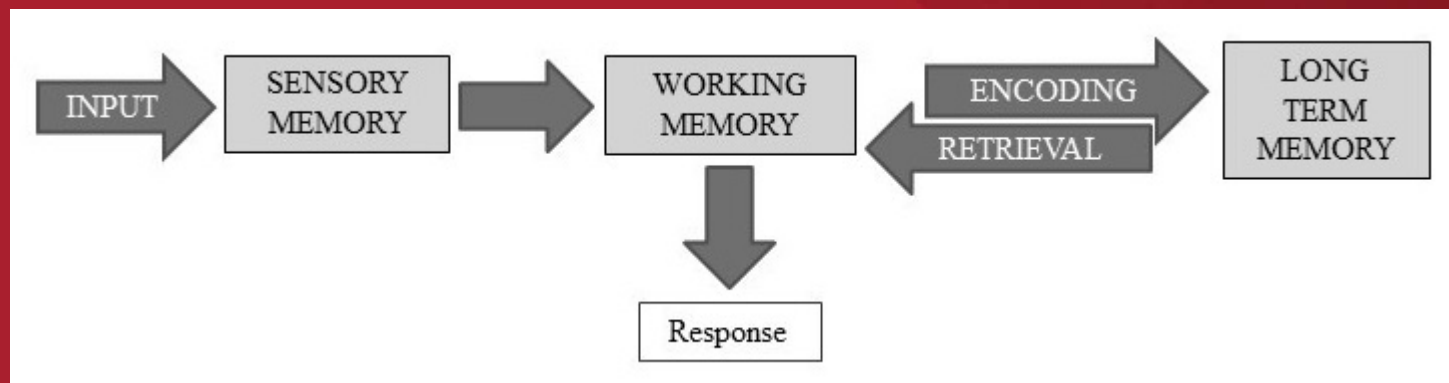 INPUT
SENSORY
MEMORY
WORKING
MEMORY
ENCODING
RETRIEVAL
LONG
TERM
MEMORY
Response